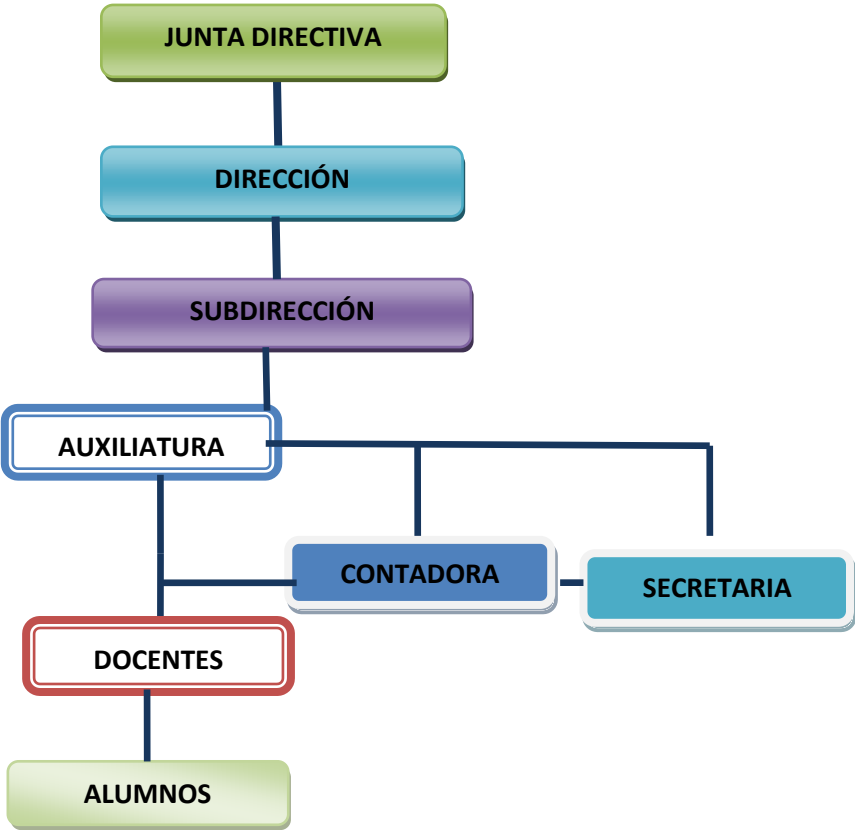 JUNTA DIRECTIVA
DIRECCIÓN
SUBDIRECCIÓN
AUXILIATURA
CONTADORA
SECRETARIA
DOCENTES
ALUMNOS